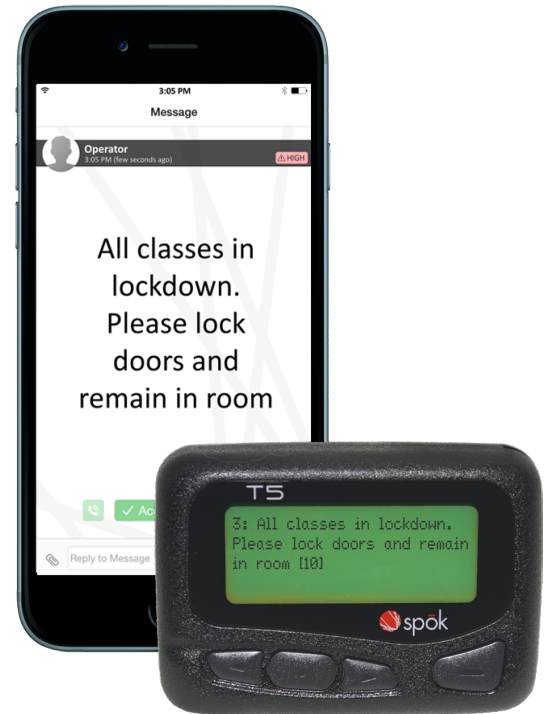 3:05 PM
Message
Operator
3:05 PM (few seconds ago)
HIGH
All classes in
lockdown.
Please lock
doors and
remain in room
Reply to Message
T5
3: All classes in lockdown.
Please lock doors and remain
in room [10]
spōk